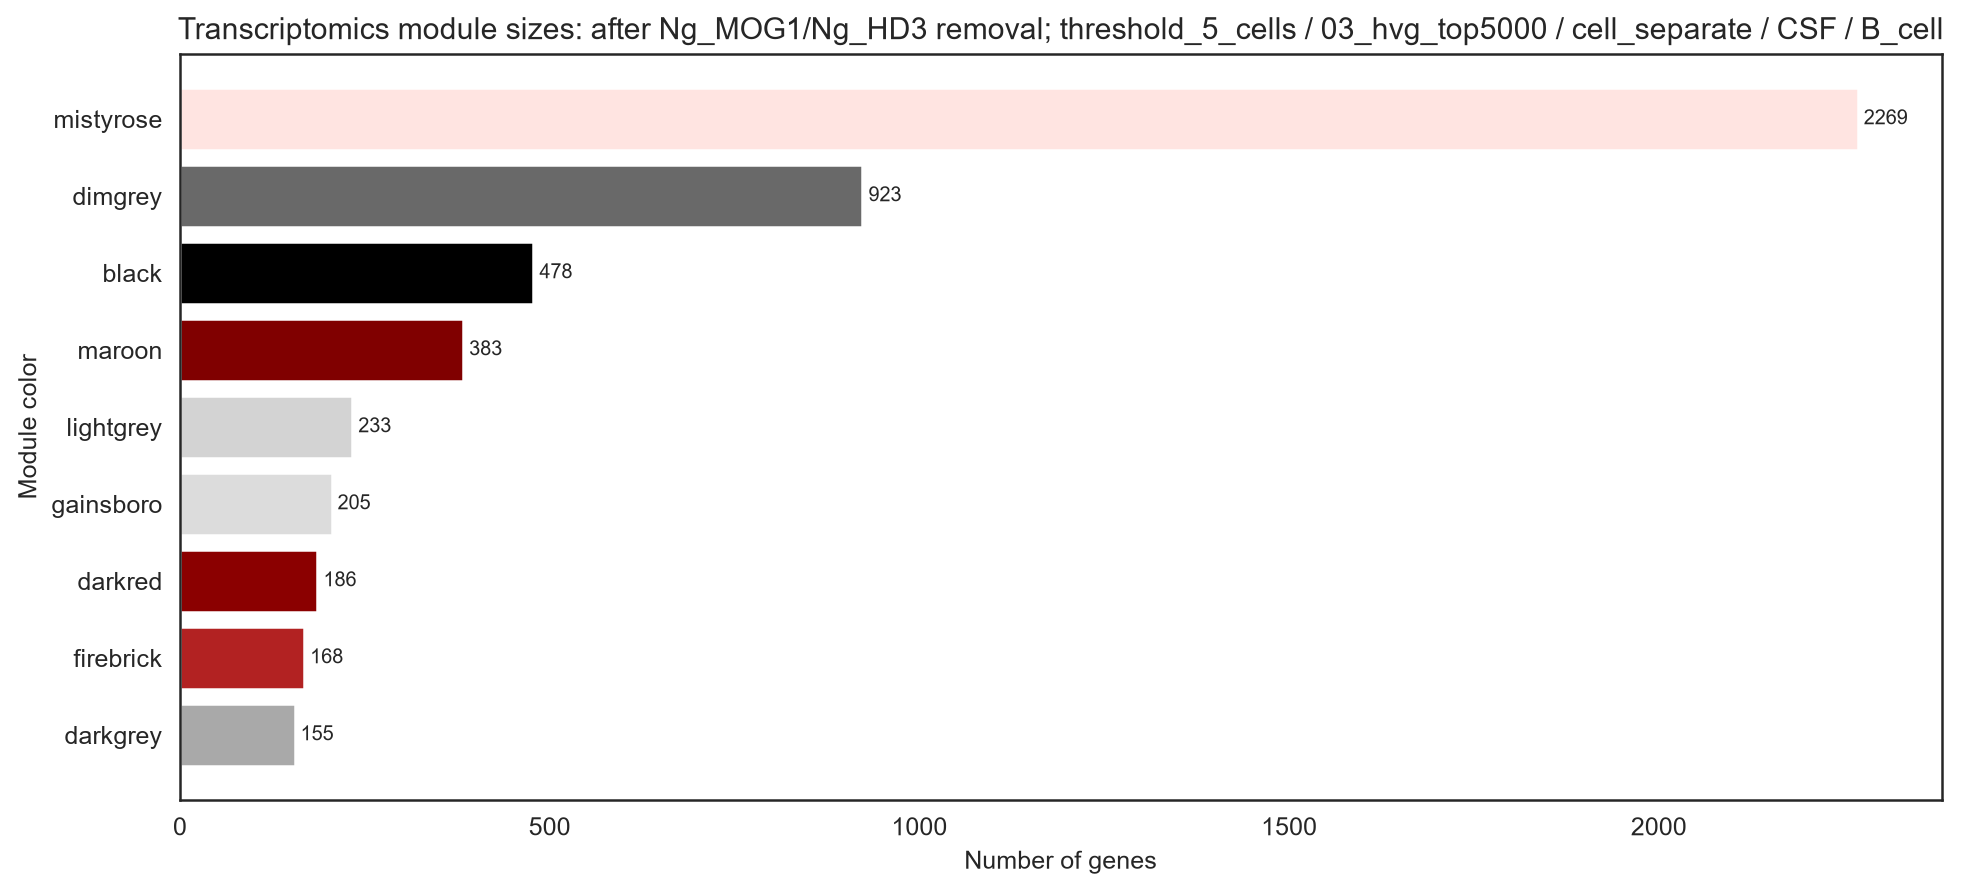 Transcriptomics module sizes: after Ng_MOG1/Ng_HD3 removal; threshold_5_cells / 03_hvg_top5000 / cell_separate / CSF / B_cell
Module color
mistyrose 2269
dimgrey 923
black 478
maroon 383
lightgrey 233
gainsboro 205
darkred 186
firebrick 168
darkgrey 155
0 500 1000 1500 2000
Number of genes